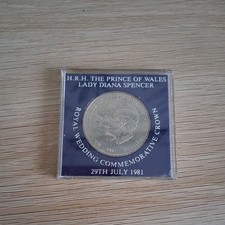 H.R.H. THE PRINCE OF WALES
LADY DIANA SPENCER
ROYAL WEDDING COMMEMORATIVE CROWN
29TH JULY 1981